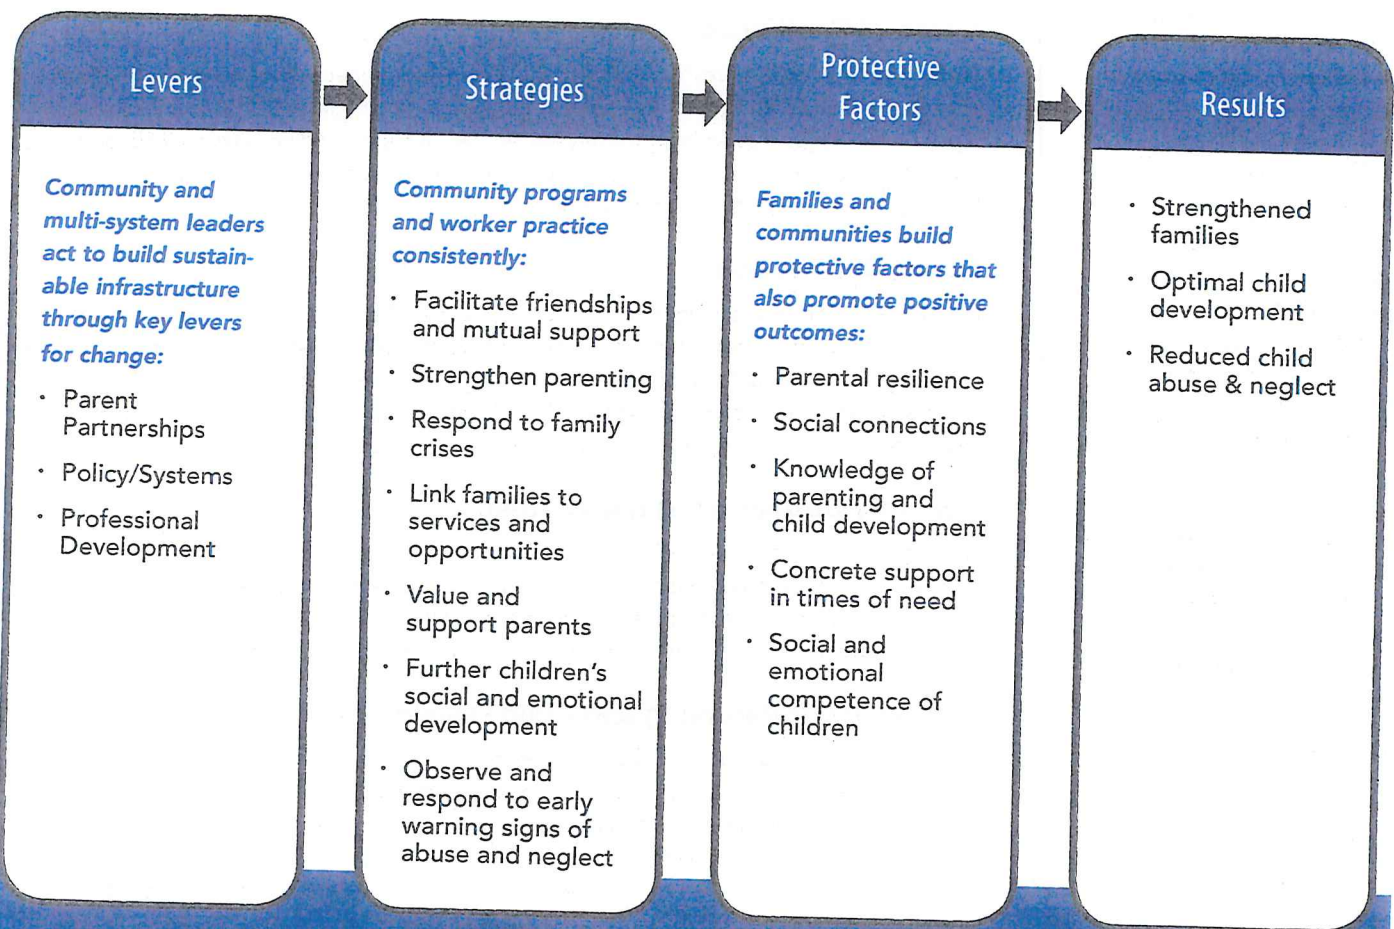 Levers
Community and
multi-system leaders
act to build sustain-
able infrastructure
through key levers
for change:
· Parent
Partnerships
· Policy/Systems
· Professional
Development
Strategies
Community programs
and worker practice
consistently:
· Facilitate friendships
and mutual support
· Strengthen parenting
· Respond to family
crises
· Link families to
services and
opportunities
· Value and
support parents
· Further children's
social and emotional
development
· Observe and
respond to early
warning signs of
abuse and neglect
Protective
Factors
Families and
communities build
protective factors that
also promote positive
outcomes:
· Parental resilience
· Social connections
· Knowledge of
parenting and
child development
· Concrete support
in times of need
· Social and
emotional
competence of
children
Results
· Strengthened
families
· Optimal child
development
· Reduced child
abuse & neglect